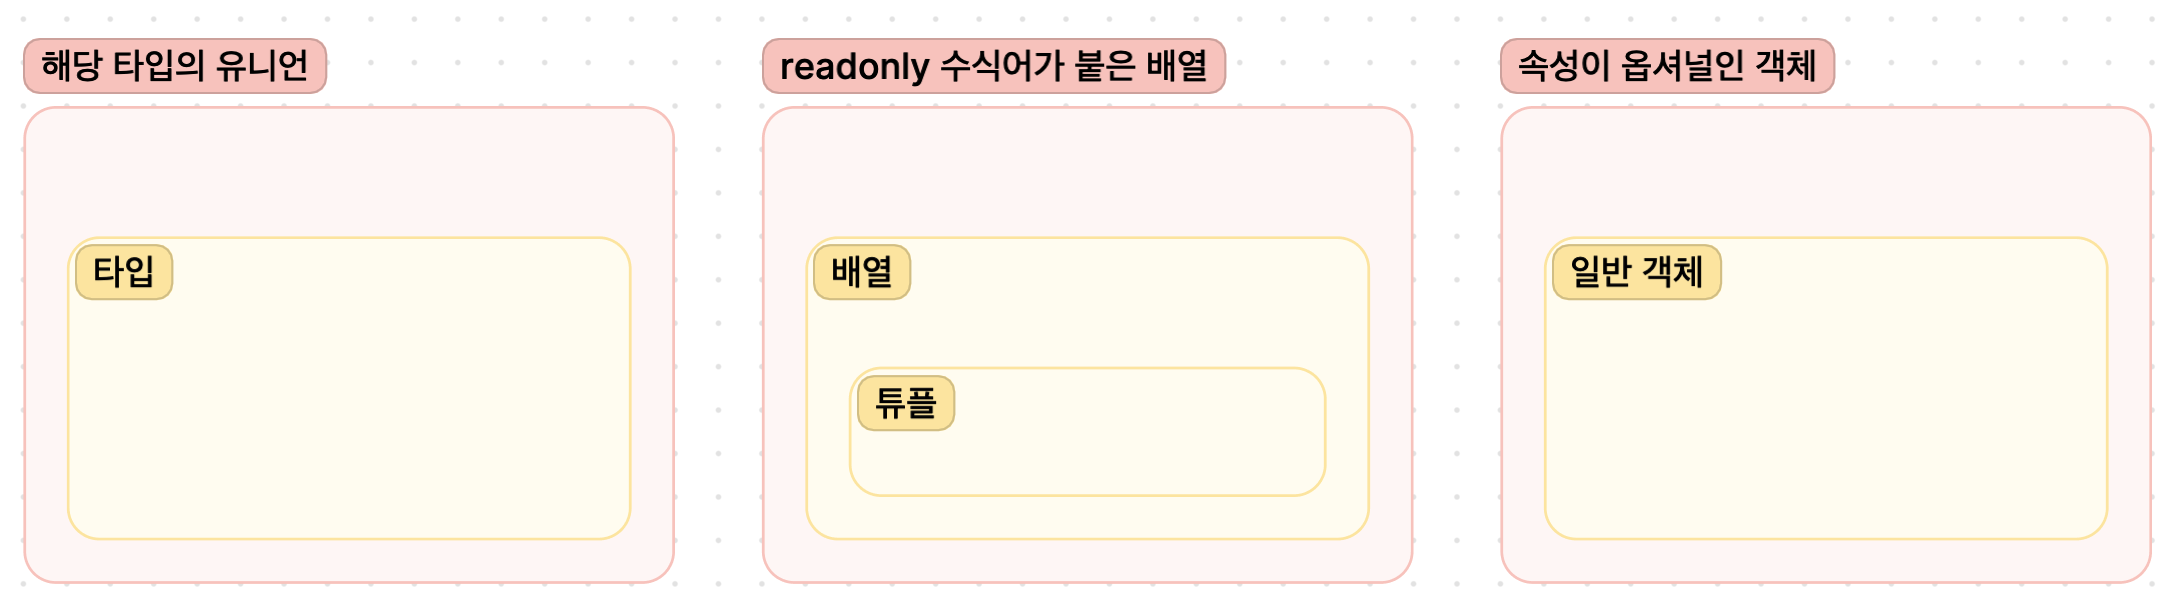 해당 타입의 유니언
readonly 수식어가 붙은 배열
속성이 옵셔널인 객체
타입
배열
일반 객체
튜플